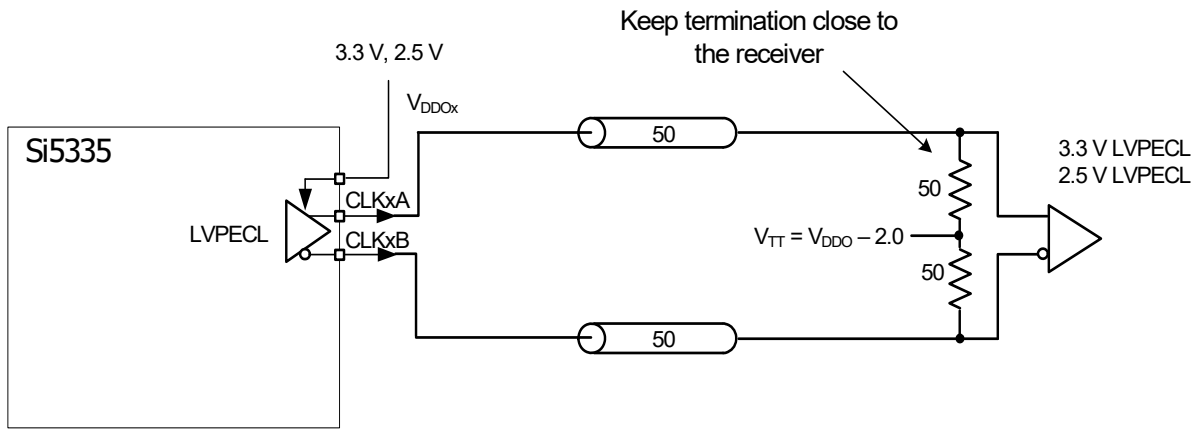 Keep termination close to
the receiver
3.3 V, 2.5 V
VDDOx
Si5335
50
3.3 V LVPECL
2.5 V LVPECL
50
CLKxA
LVPECL
VTT = VDDO – 2.0
CLKxB
50
50